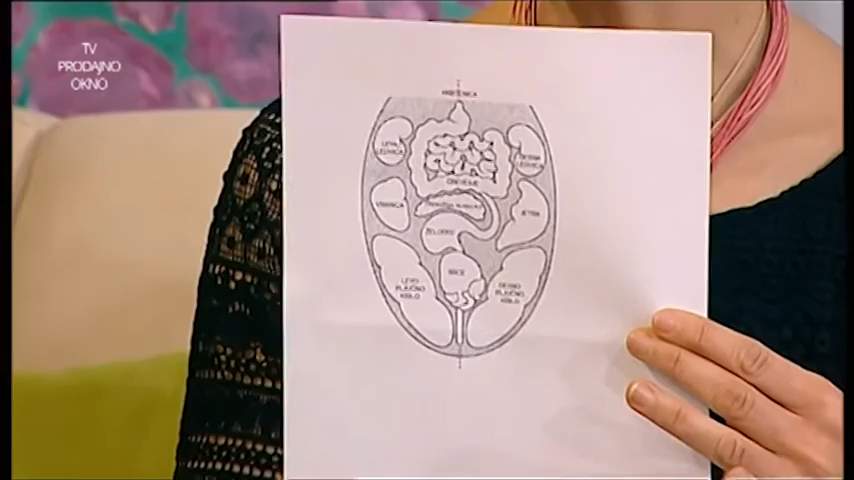 TV
PRODAJNO
OKNO
HRBTENICA
LEVA
LEDVICA
DESNA
LEDVICA
ČREVESJE
VRANICA
JETRA
ŽELODEC
SRCE
LEVO
PLJUČNO
KRILO
DESNO
PLJUČNO
KRILO